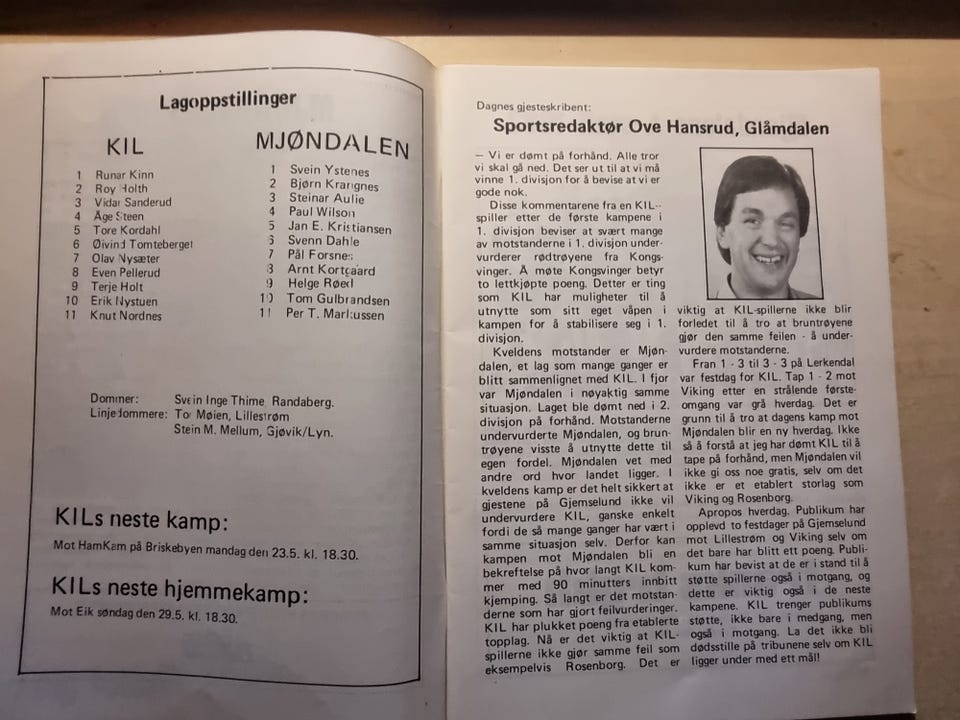 Lagoppstillinger
KIL
1 Runar Kinn
2 Roy Holth
3 Vidar Sanderud
4 Åge Steen
5 Tore Kordahl
6 Øivind Tomteberget
7 Olav Nysæter
8 Even Pellerud
9 Terje Holt
10 Erik Nystuen
11 Knut Nordnes
MJØNDALEN
1 Svein Ystenes
2 Bjørn Krangnes
3 Steinar Aulie
4 Paul Wilson
5 Jan E. Kristiansen
6 Svenn Dahle
7 Pål Forsnes
8 Arnt Kortgaard
9 Helge Røed
10 Tom Gulbrandsen
11 Per T. Markussen
Dommer: Svein Inge Thime, Randaberg.
Linjedommere: Tor Møien, Lillestrøm
Stein M. Mellum, Gjøvik/Lyn.
KILs neste kamp:
Mot HamKam på Briskebyen mandag den 23.5. kl. 18.30.
KILs neste hjemmekamp:
Mot Eik søndag den 29.5. kl. 18.30.
Dagnes gjesteskribent:
Sportsredaktør Ove Hansrud, Glåmdalen
— Vi er dømt på forhånd. Alle tror
vi skal gå ned. Det ser ut til at vi må
vinne 1. divisjon for å bevise at vi er
gode nok.
Disse kommentarene fra en KIL-
spiller etter de første kampene i
1. divisjon beviser at svært mange
av motstanderne i 1. divisjon under-
vurderer rødtrøyene fra Kongs-
vinger. Å møte Kongsvinger betyr
to lettkjøpte poeng. Detter er ting
som KIL har muligheter til å
utnytte som sitt eget våpen i
kampen for å stabilisere seg i 1.
divisjon.
Kveldens motstander er Mjøn-
dalen, et lag som mange ganger er
blitt sammenlignet med KIL. I fjor
var Mjøndalen i nøyaktig samme
situasjon. Laget ble dømt ned i 2.
divisjon på forhånd. Motstanderne
undervurderte Mjøndalen, og brun-
trøyene visste å utnytte dette til
egen fordel. Mjøndalen vet med
andre ord hvor landet ligger. I
kveldens kamp er det helt sikkert at
gjestene på Gjemselund ikke vil
undervurdere KIL, ganske enkelt
fordi de så mange ganger har vært i
samme situasjon selv. Derfor kan
kampen mot Mjøndalen bli en
bekreftelse på hvor langt KIL kom-
mer med 90 minutters innbitt
kjemping. Så langt er det motstan-
derne som har gjort feilvurderinger.
KIL har plukket poeng fra etablerte
topplag. Nå er det viktig at KIL-
spillerne ikke gjør samme feil som
eksempelvis Rosenborg. Det er
viktig at KIL-spillerne ikke blir
forledet til å tro at bruntrøyene
gjør den samme feilen - å under-
vurdere motstanderne.
Fran 1 - 3 til 3 - 3 på Lerkendal
var festdag for KIL. Tap 1 - 2 mot
Viking etter en strålende første-
omgang var grå hverdag. Det er
grunn til å tro at dagens kamp mot
Mjøndalen blir en ny hverdag. Ikke
så å forstå at jeg har dømt KIL til å
tape på forhånd, men Mjøndalen vil
ikke gi oss noe gratis, selv om det
ikke er et etablert storlag som
Viking og Rosenborg.
Apropos hverdag. Publikum har
opplevd to festdager på Gjemselund
mot Lillestrøm og Viking selv om
det bare har blitt ett poeng. Publi-
kum har bevist at de er i stand til å
støtte spillerne også i motgang, og
dette er viktig også i de neste
kampene. KIL trenger publikums
støtte, ikke bare i medgang, men
også i motgang. La det ikke bli
dødsstille på tribunene selv om KIL
ligger under med ett mål!